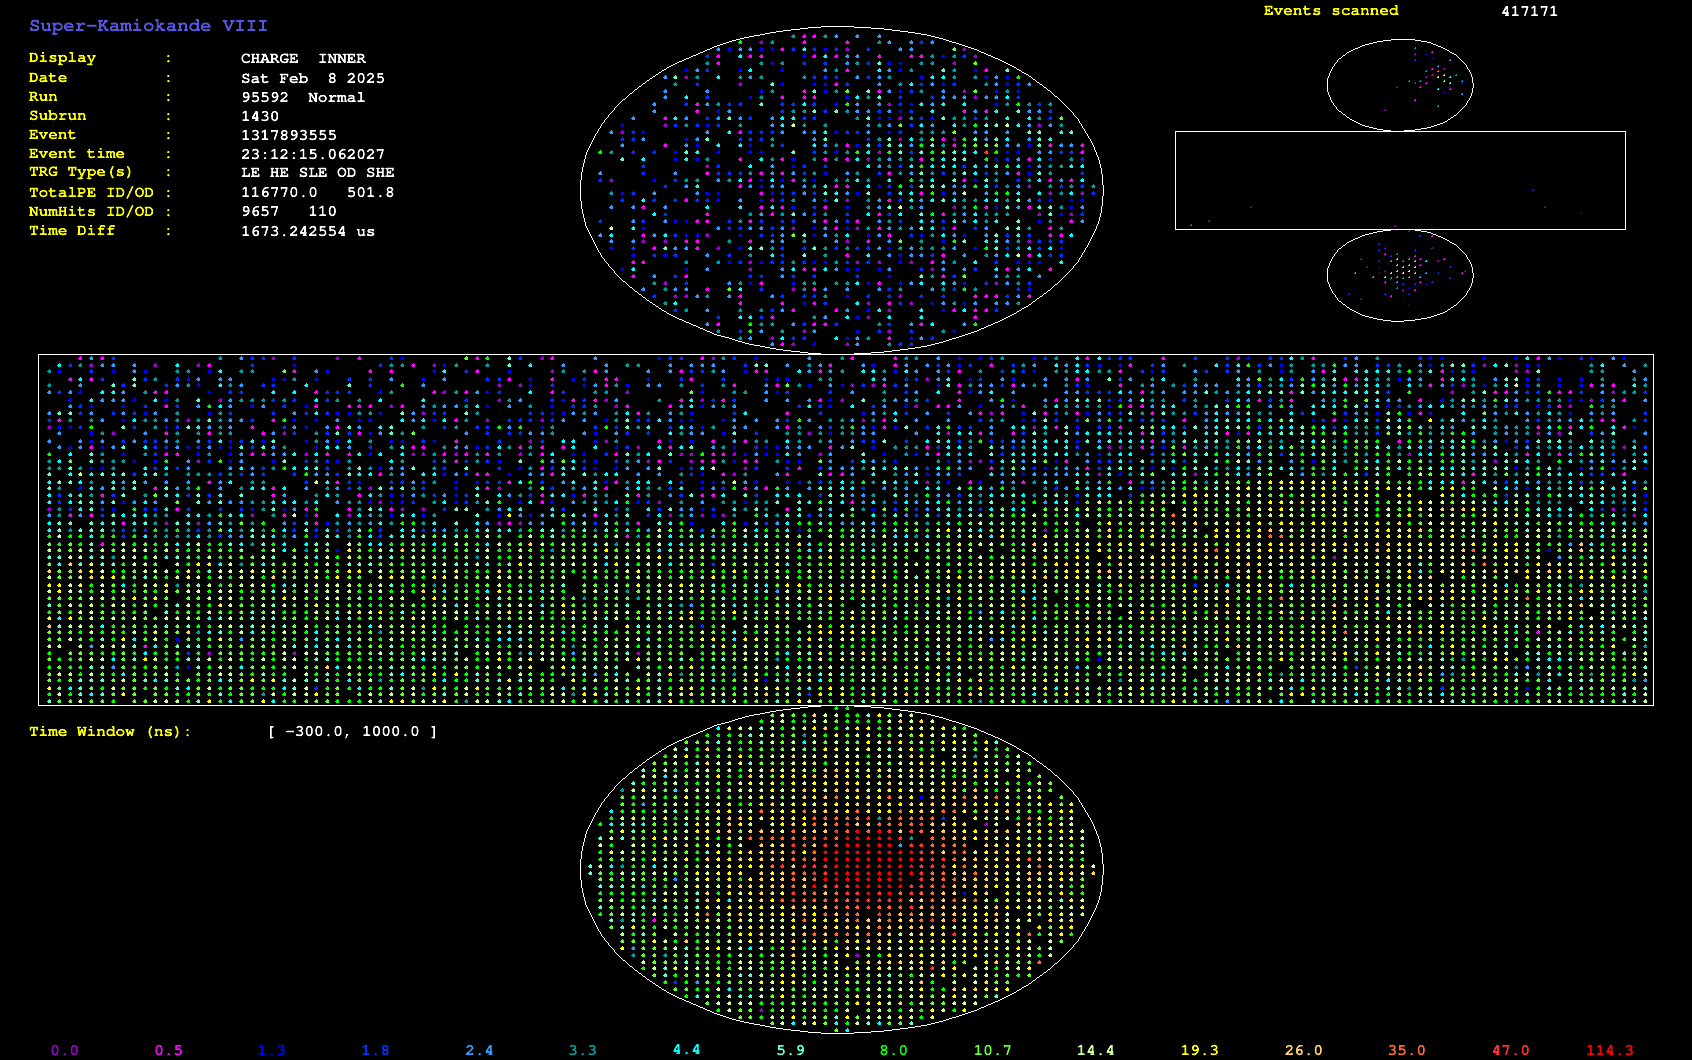 Super-Kamiokande VIII
Events scanned 417171
Display : CHARGE INNER
Date : Sat Feb 8 2025
Run : 95592 Normal
Subrun : 1430
Event : 1317893555
Event time : 23:12:15.062027
TRG Type(s) : LE HE SLE OD SHE
TotalPE ID/OD : 116770.0 501.8
NumHits ID/OD : 9657 110
Time Diff : 1673.242554 us
Time Window (ns): [ -300.0, 1000.0 ]
0.0 0.5 1.3 1.8 2.4 3.3 4.4 5.9 8.0 10.7 14.4 19.3 26.0 35.0 47.0 114.3